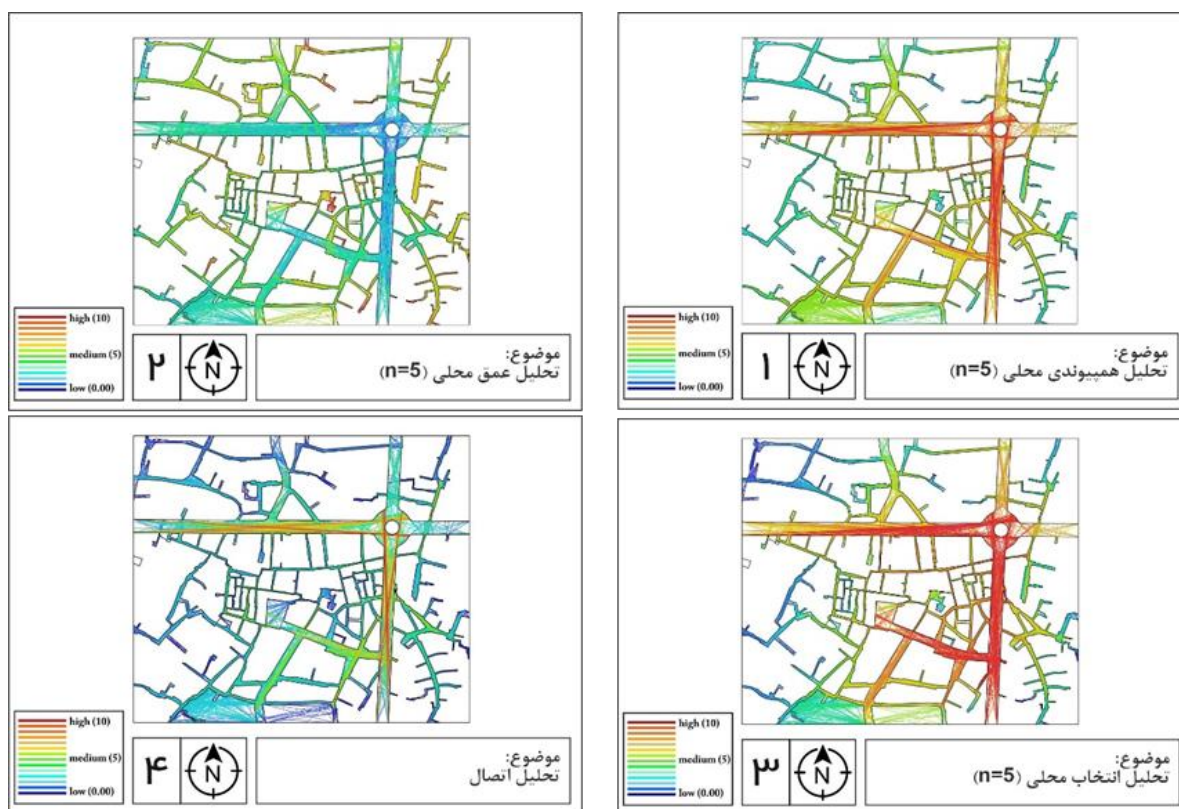 high (10)
medium (5)
low (0.00)
۱
N
موضوع:
تحلیل همپیوندی محلی (n=5)
high (10)
medium (5)
low (0.00)
۲
N
موضوع:
تحلیل عمق محلی (n=5)
high (10)
medium (5)
low (0.00)
۳
N
موضوع:
تحلیل انتخاب محلی (n=5)
high (10)
medium (5)
low (0.00)
۴
N
موضوع:
تحلیل اتصال